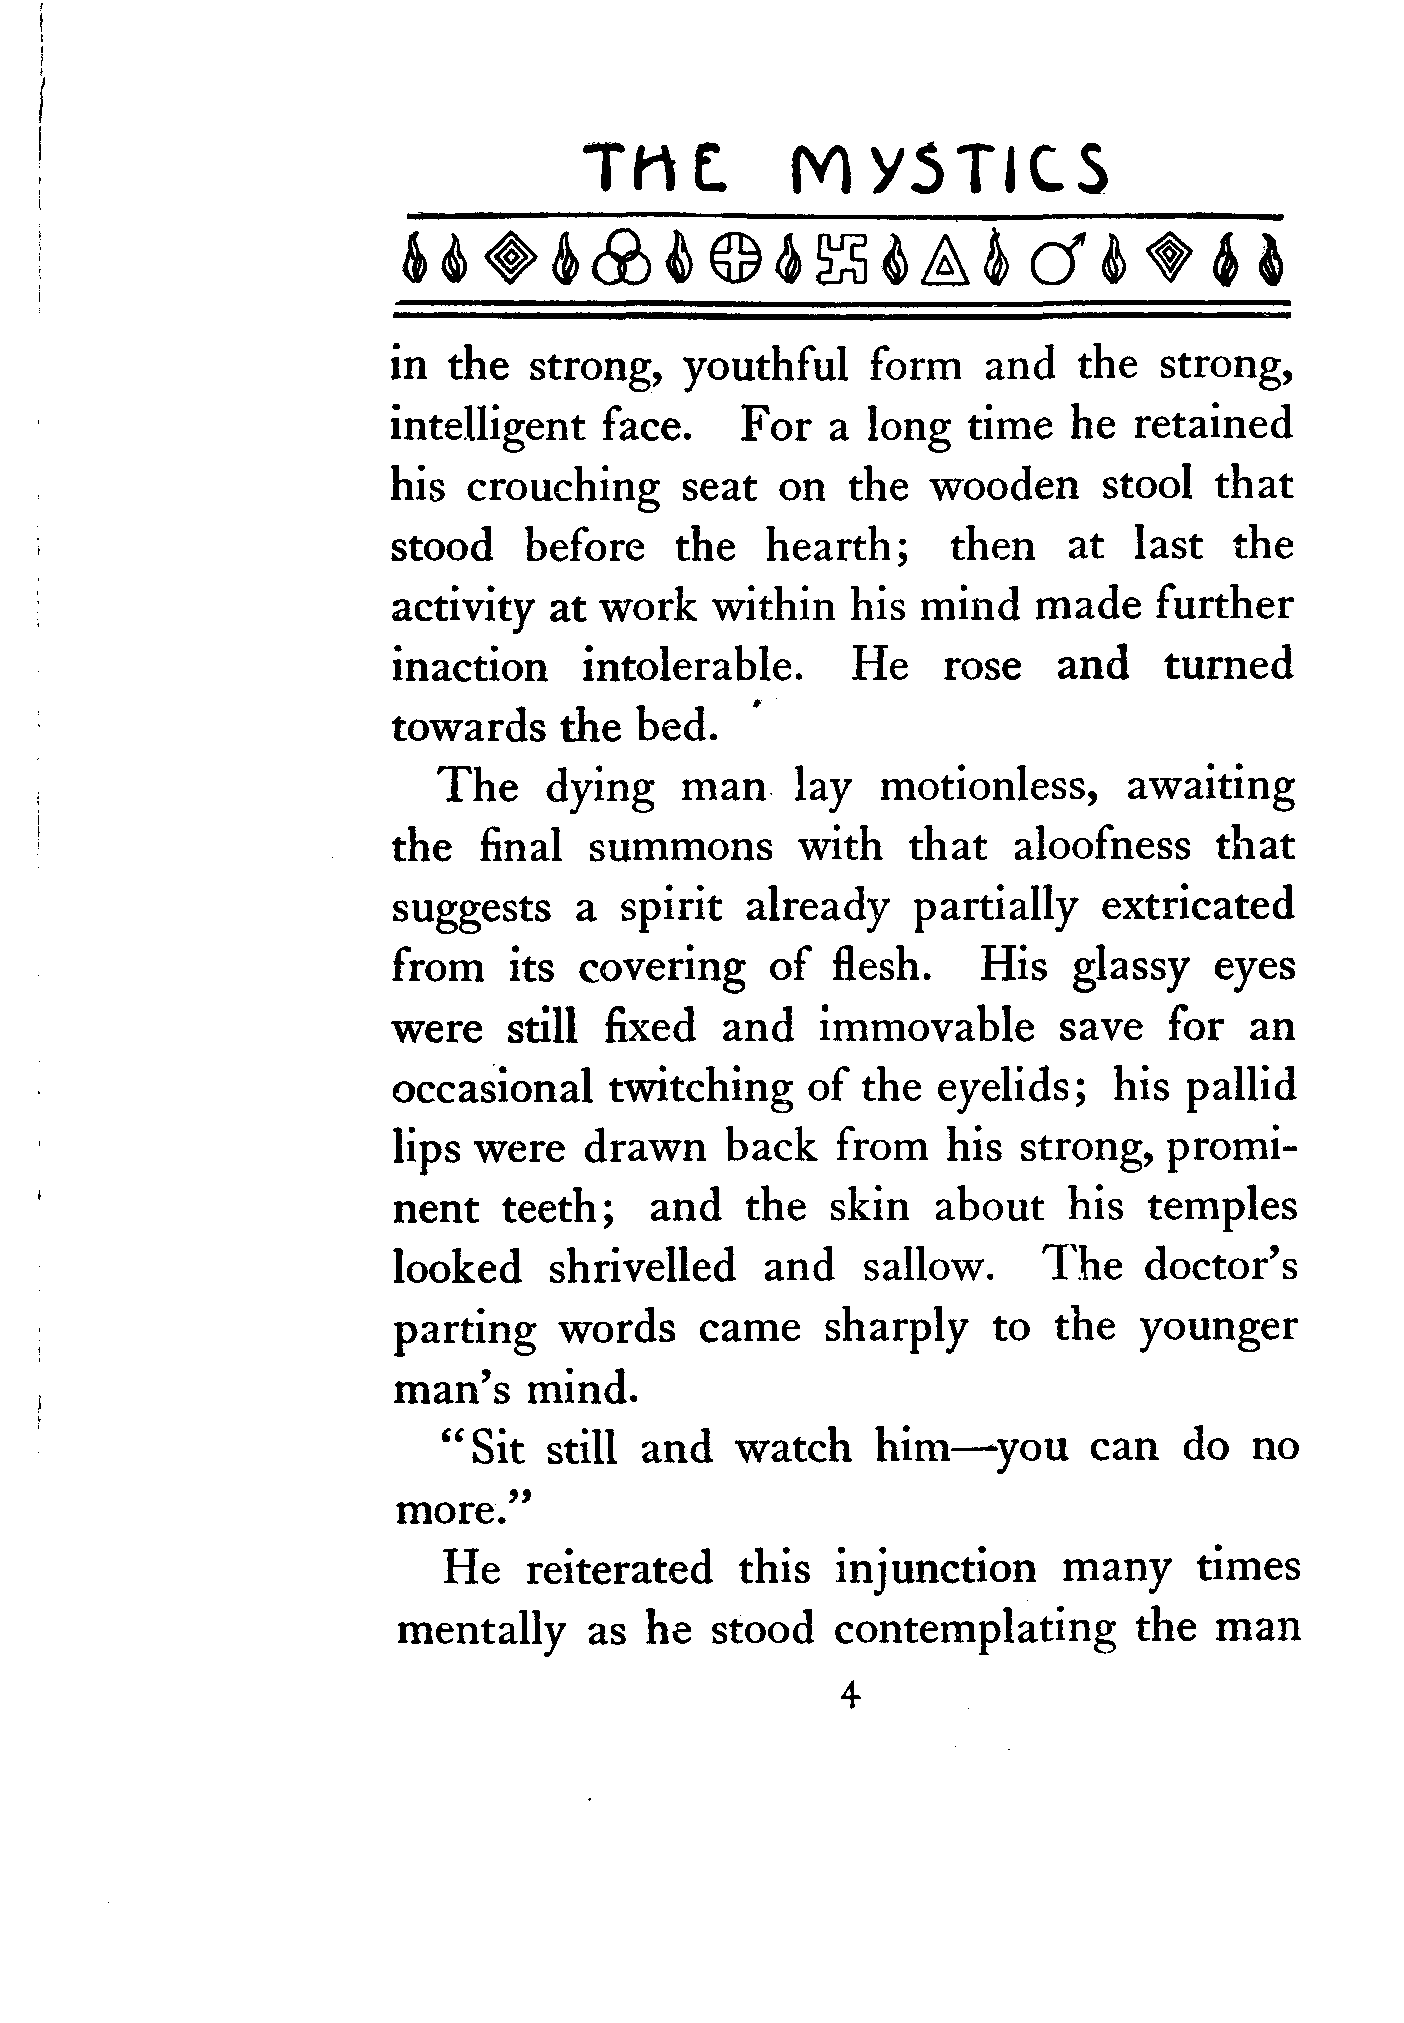 THE MYSTICS
in the strong, youthful form and the strong,
intelligent face. For a long time he retained
his crouching seat on the wooden stool that
stood before the hearth; then at last the
activity at work within his mind made further
inaction intolerable. He rose and turned
towards the bed.
The dying man lay motionless, awaiting
the final summons with that aloofness that
suggests a spirit already partially extricated
from its covering of flesh. His glassy eyes
were still fixed and immovable save for an
occasional twitching of the eyelids; his pallid
lips were drawn back from his strong, promi-
nent teeth; and the skin about his temples
looked shrivelled and sallow. The doctor's
parting words came sharply to the younger
man's mind.
"Sit still and watch him—you can do no
more."
He reiterated this injunction many times
mentally as he stood contemplating the man
4